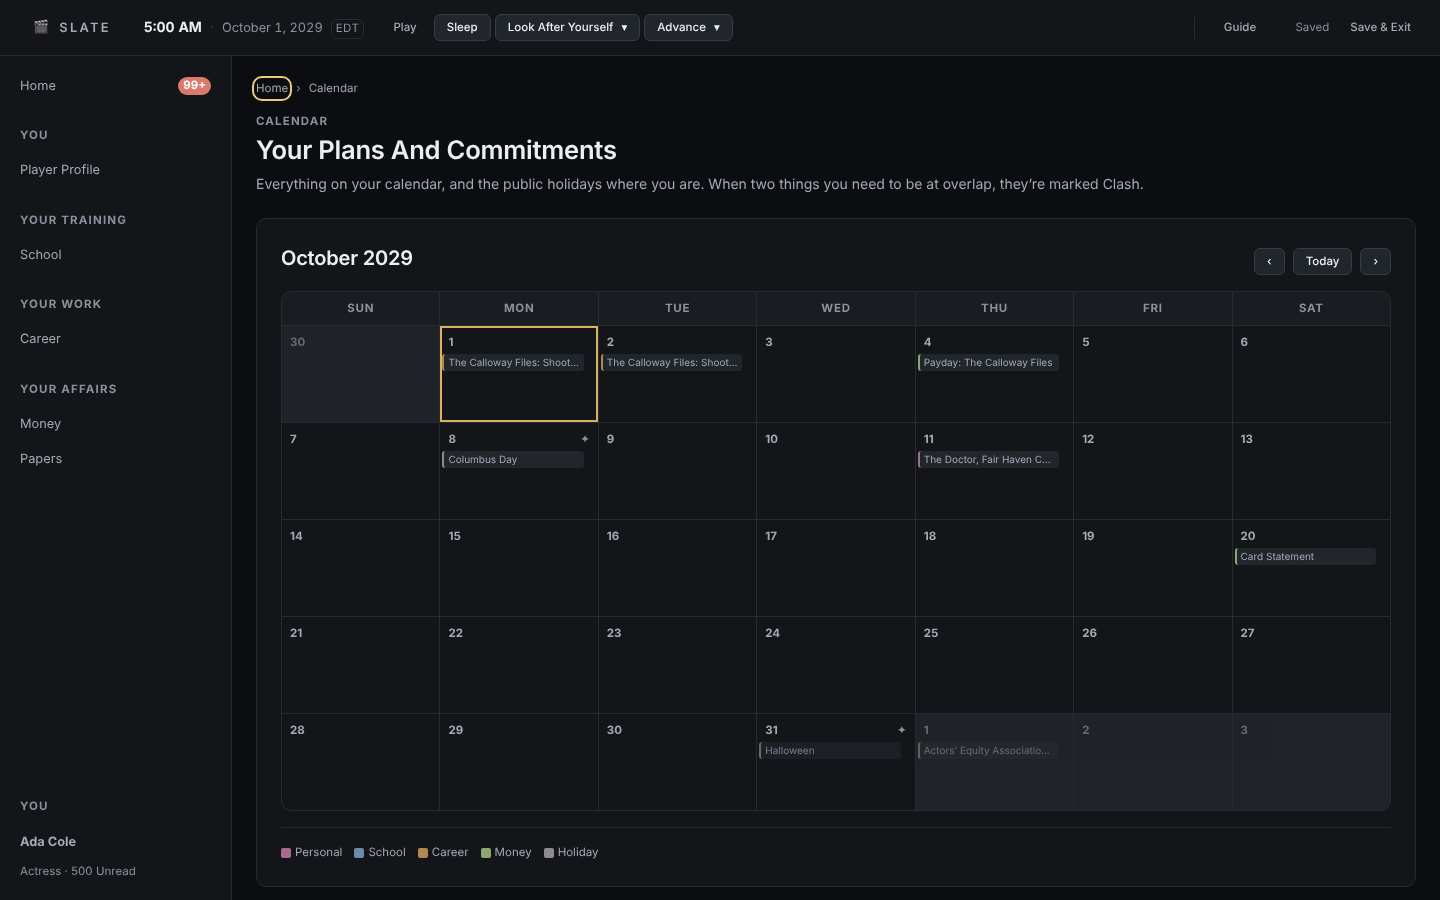 SLATE
5:00 AM · October 1, 2029 EDT
Play
Sleep
Look After Yourself ▾
Advance ▾
Guide
Saved
Save & Exit
Home
99+
YOU
Player Profile
YOUR TRAINING
School
YOUR WORK
Career
YOUR AFFAIRS
Money
Papers
YOU
Ada Cole
Actress · 500 Unread
Home › Calendar
CALENDAR
Your Plans And Commitments
Everything on your calendar, and the public holidays where you are. When two things you need to be at overlap, they’re marked Clash.
October 2029
‹ Today ›
SUN MON TUE WED THU FRI SAT
30 1 2 3 4 5 6
The Calloway Files: Shoot... The Calloway Files: Shoot... Payday: The Calloway Files
7 8 ✦ 9 10 11 12 13
Columbus Day The Doctor, Fair Haven C...
14 15 16 17 18 19 20
Card Statement
21 22 23 24 25 26 27
28 29 30 31 ✦ 1 2 3
Halloween Actors’ Equity Associatio...
Personal School Career Money Holiday